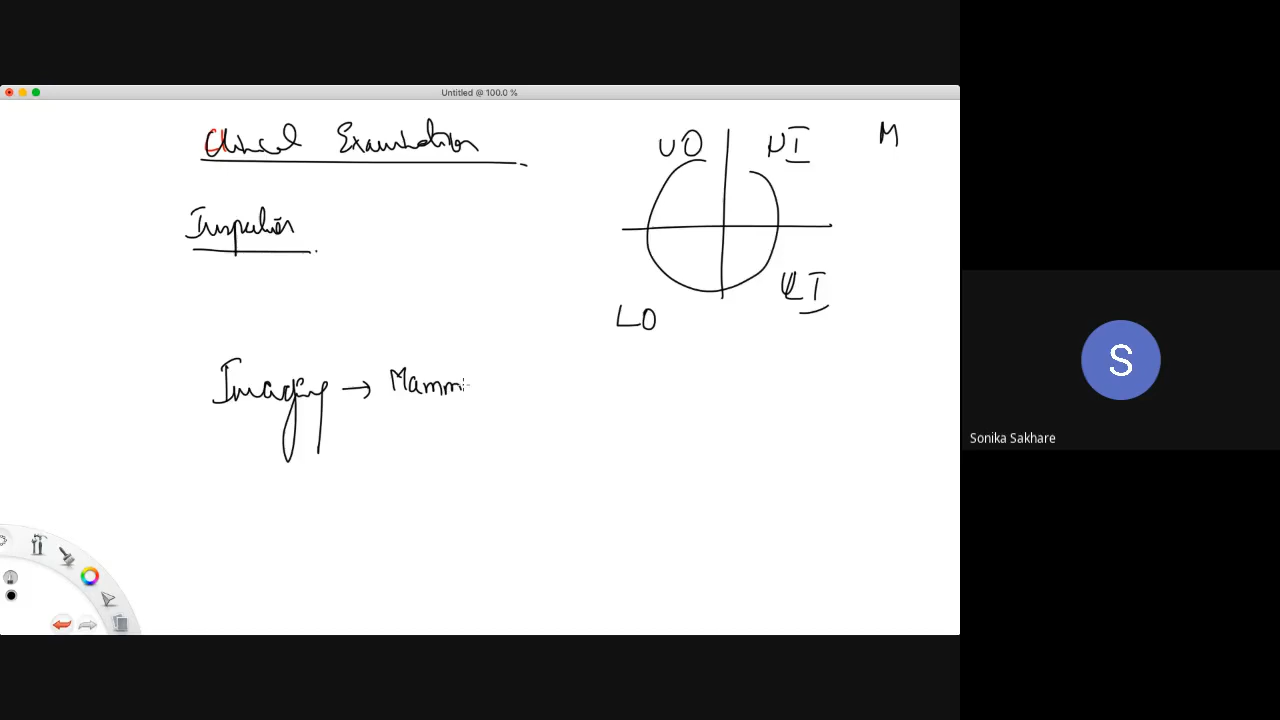 Untitled @ 100.0 %
Clinical Examination
UO UI M
Inspection
LI
LO
Imaging → Mamm
S
Sonika Sakhare